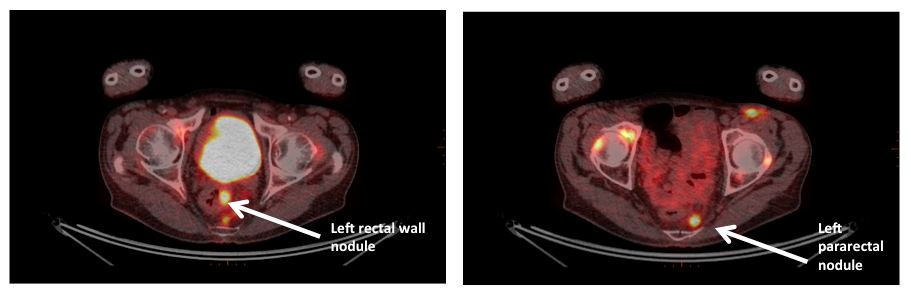 Left rectal wall
nodule
Left
pararectal
nodule